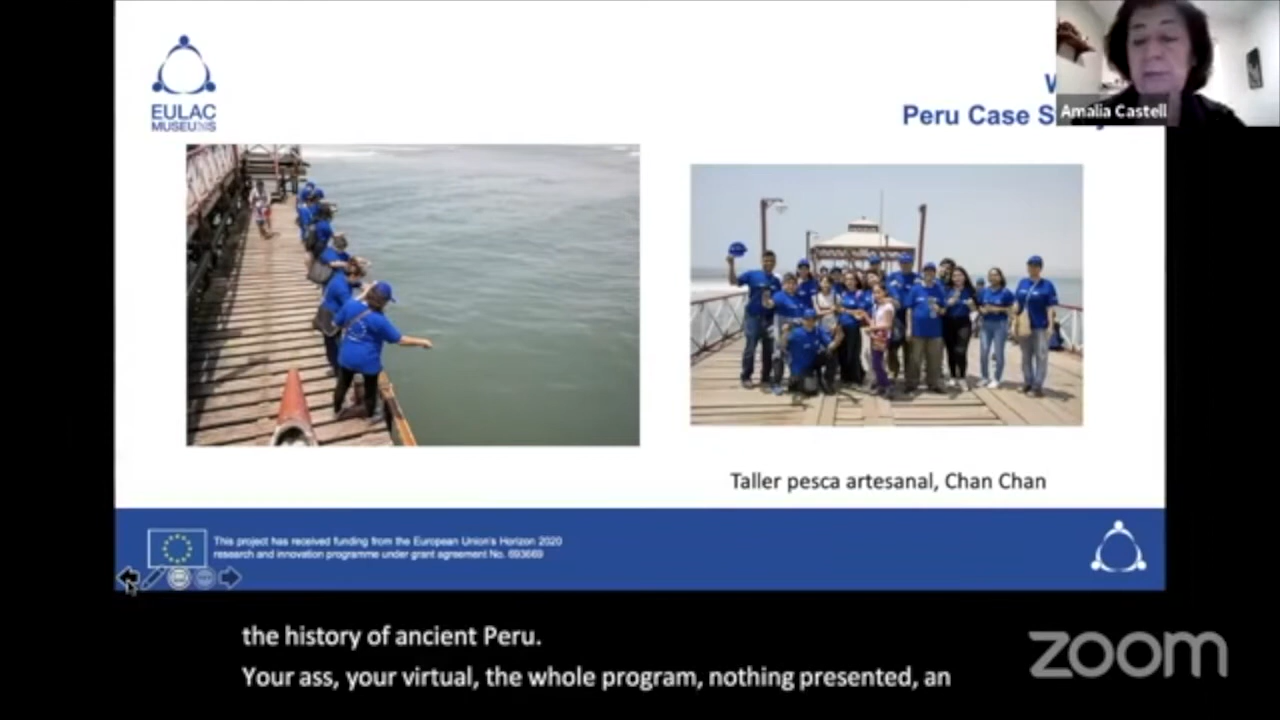 EULAC
MUSEUMS
W
Peru Case S
Amalia Castell
Taller pesca artesanal, Chan Chan
This project has received funding from the European Union's Horizon 2020
research and innovation programme under grant agreement No. 693669
the history of ancient Peru.
Your ass, your virtual, the whole program, nothing presented, an
zoom